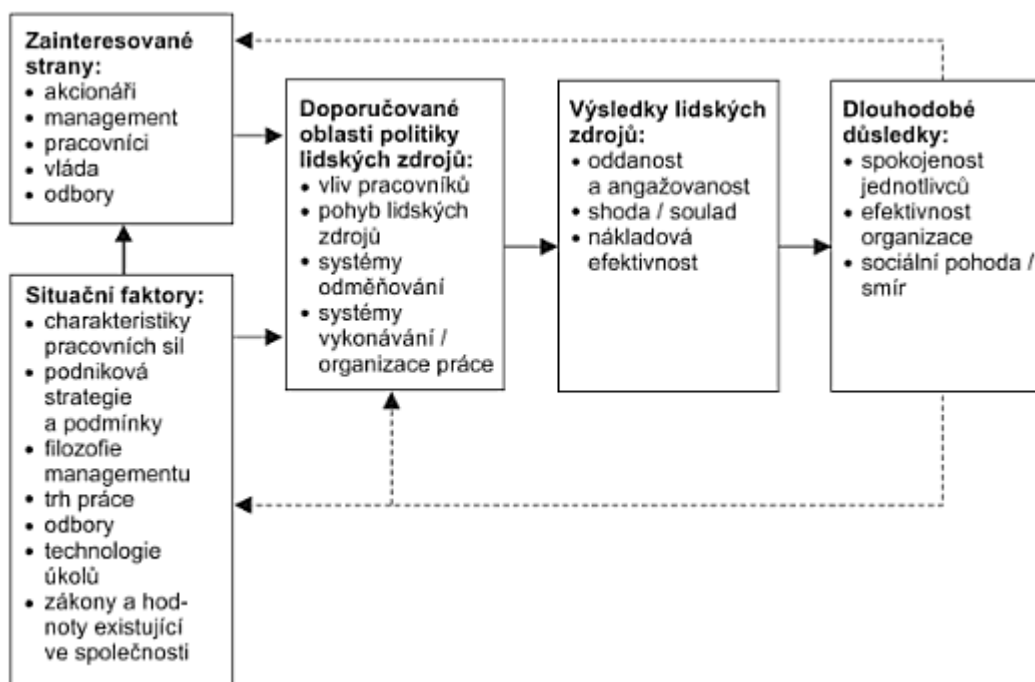 Zainteresované
strany:
• akcionáři
• management
• pracovníci
• vláda
• odbory
Situační faktory:
• charakteristiky
pracovních sil
• podniková
strategie
a podmínky
• filozofie
managementu
• trh práce
• odbory
• technologie
úkolů
• zákony a hod-
noty existující
ve společnosti
Doporučované
oblasti politiky
lidských zdrojů:
• vliv pracovníků
• pohyb lidských
zdrojů
• systémy
odměňování
• systémy
vykonávání /
organizace práce
Výsledky lidských
zdrojů:
• oddanost
a angažovanost
• shoda / soulad
• nákladová
efektivnost
Dlouhodobé
důsledky:
• spokojenost
jednotlivců
• efektivnost
organizace
• sociální pohoda /
smír